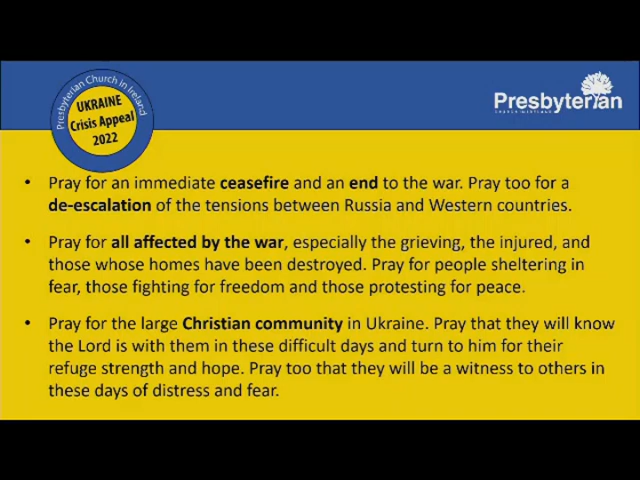 Presbyterian Church in Ireland
UKRAINE
Crisis Appeal
2022
Presbyterian
CHURCH IN IRELAND
• Pray for an immediate ceasefire and an end to the war. Pray too for a
de-escalation of the tensions between Russia and Western countries.
• Pray for all affected by the war, especially the grieving, the injured, and
those whose homes have been destroyed. Pray for people sheltering in
fear, those fighting for freedom and those protesting for peace.
• Pray for the large Christian community in Ukraine. Pray that they will know
the Lord is with them in these difficult days and turn to him for their
refuge strength and hope. Pray too that they will be a witness to others in
these days of distress and fear.